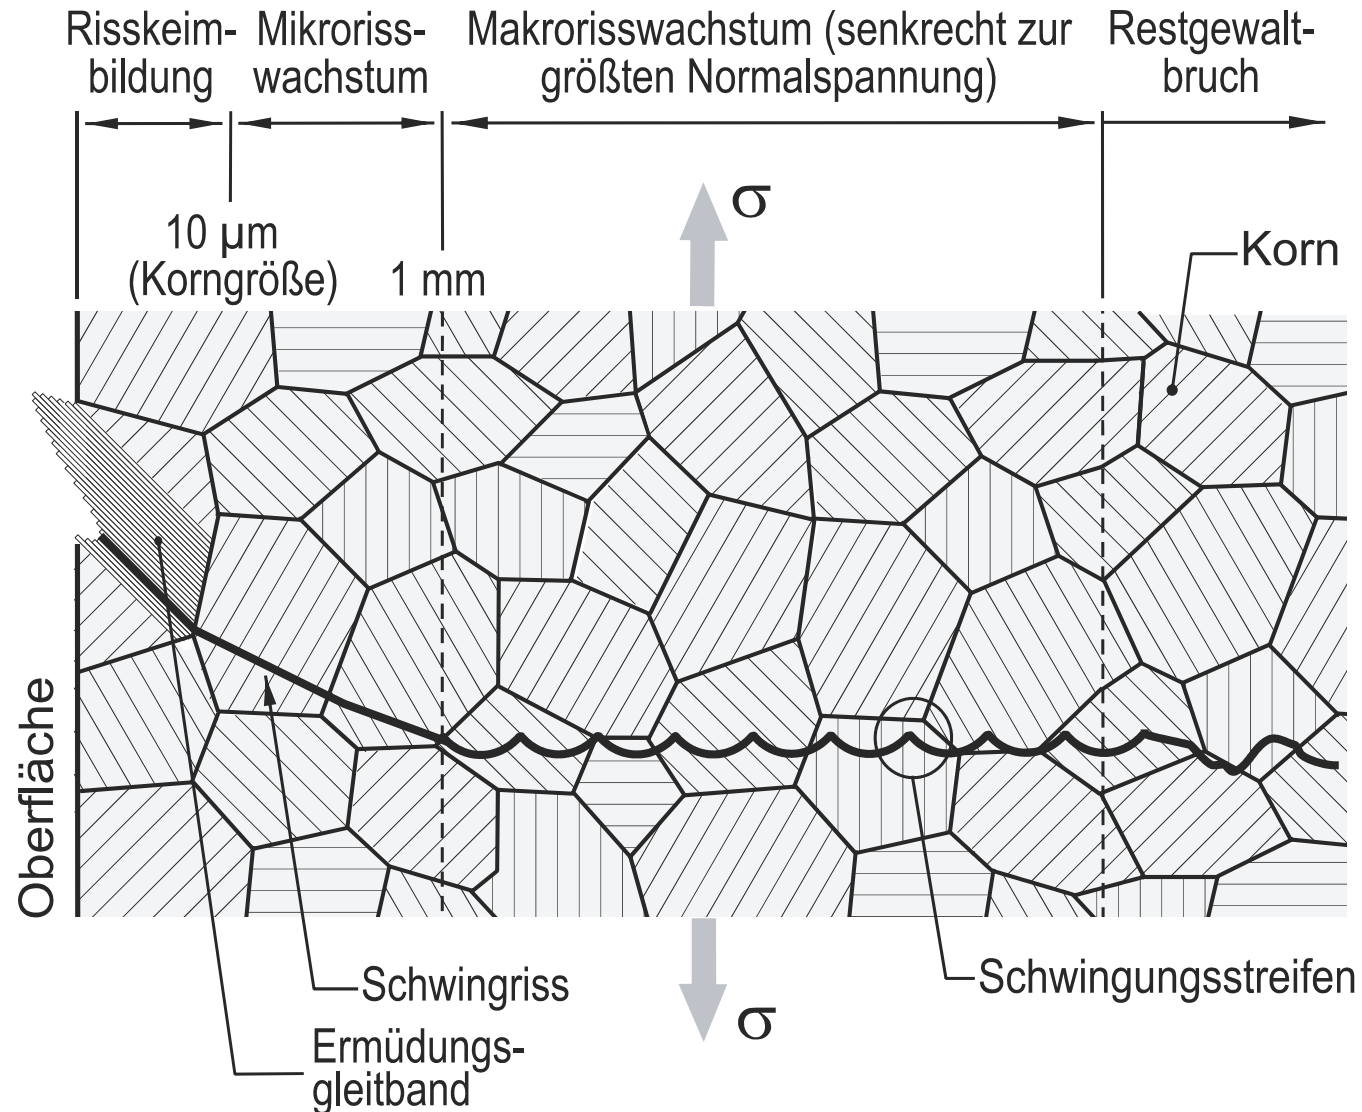 Risskeim-
bildung
Mikroriss-
wachstum
Makrorisswachstum (senkrecht zur
größten Normalspannung)
Restgewalt-
bruch
10 µm
(Korngröße)
1 mm
σ
Korn
Oberfläche
Schwingriss
Schwingungsstreifen
σ
Ermüdungs-
gleitband